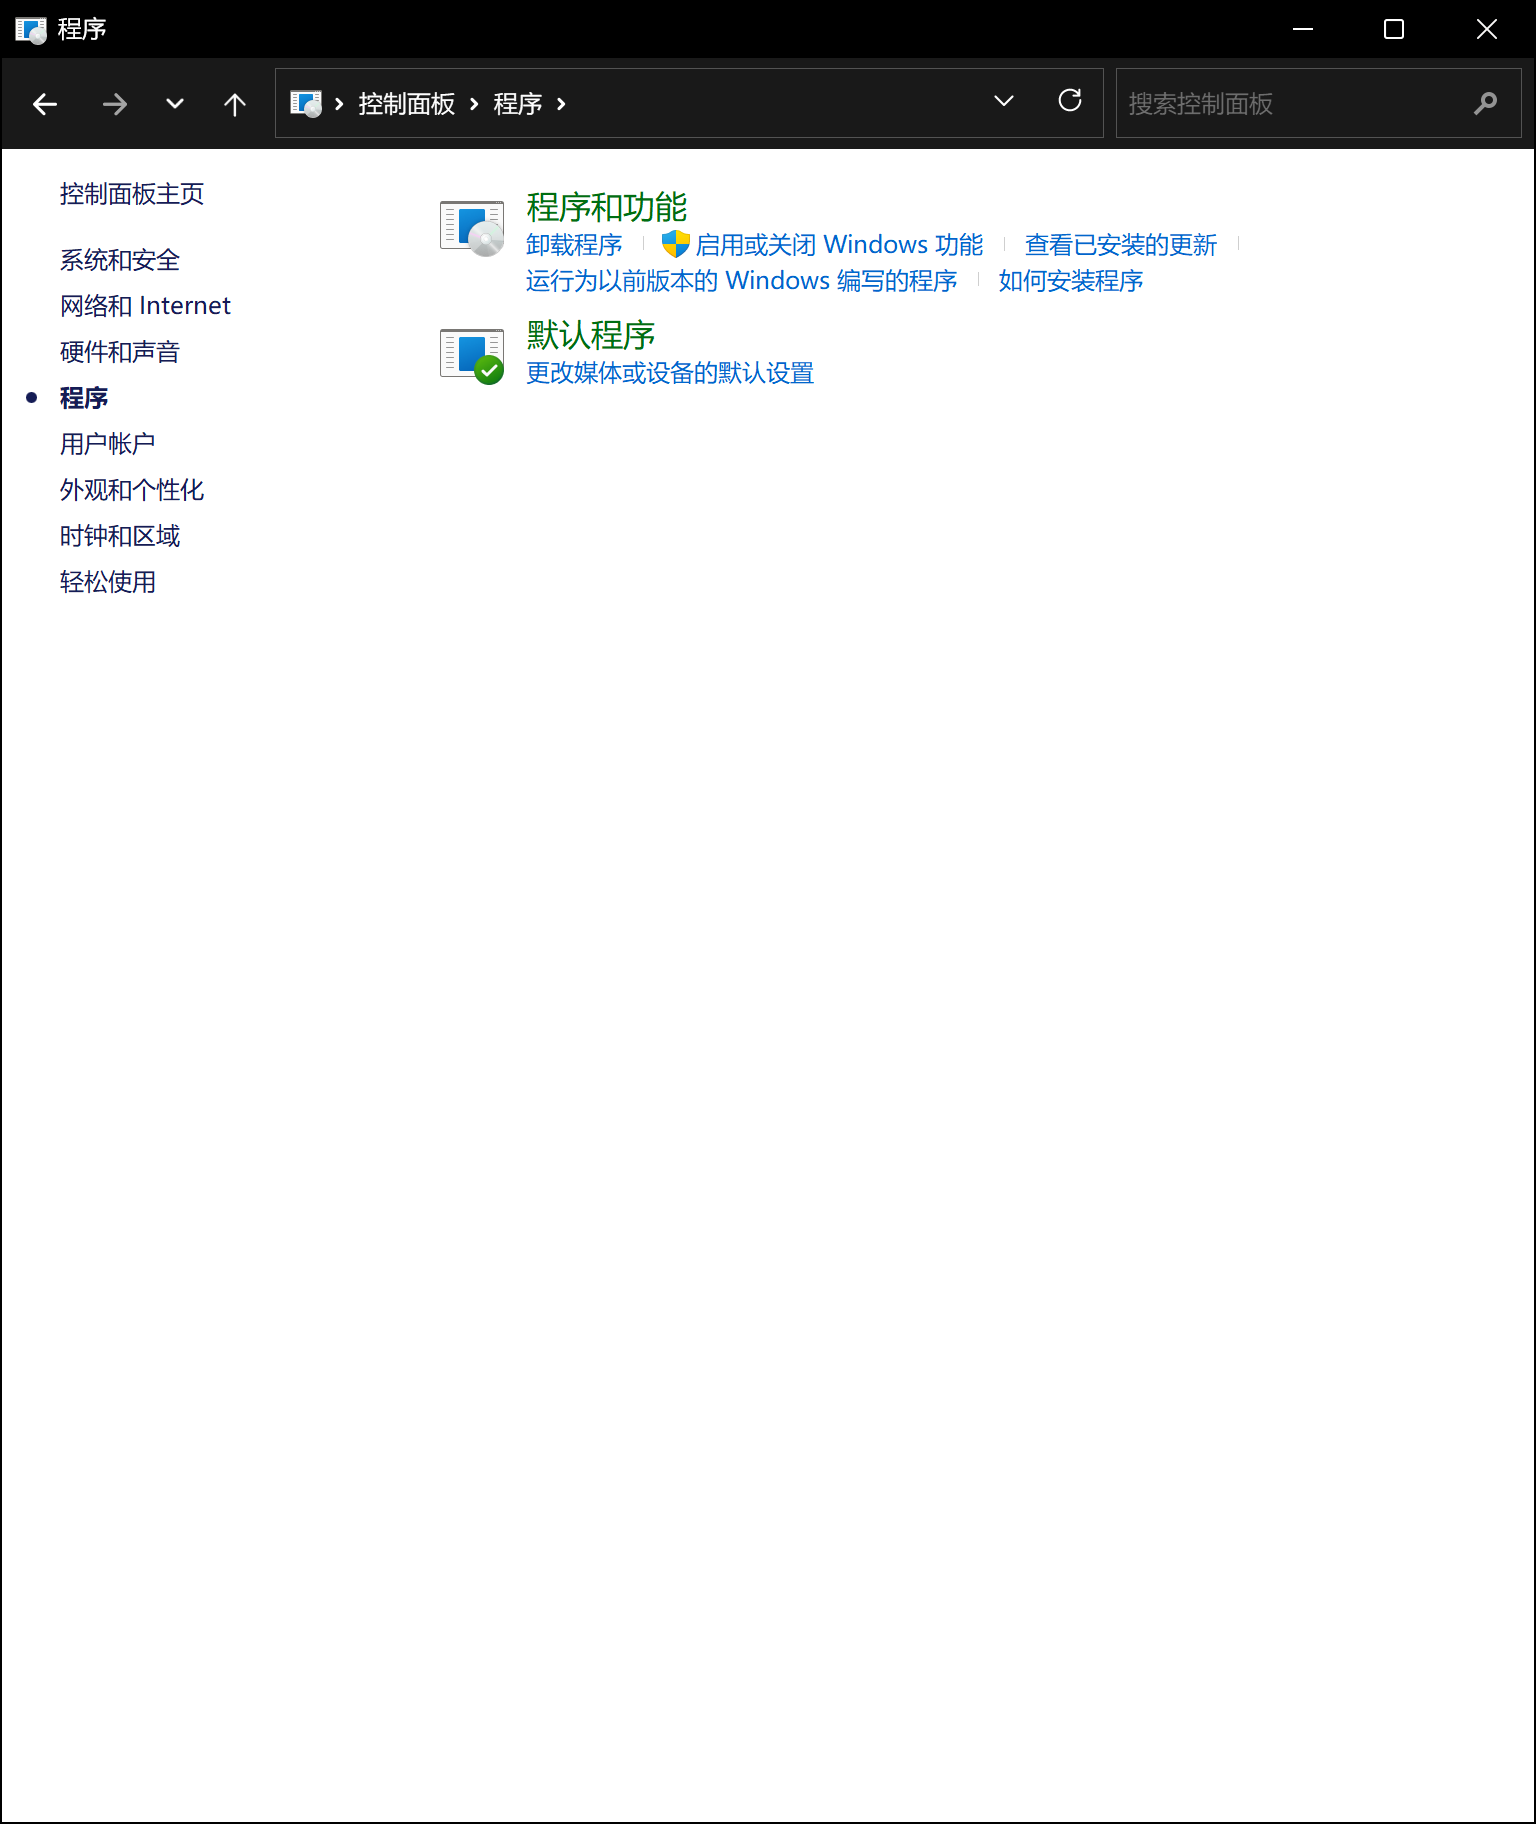 程序
控制面板 程序
搜索控制面板
控制面板主页
系统和安全
网络和 Internet
硬件和声音
程序
用户帐户
外观和个性化
时钟和区域
轻松使用
程序和功能
卸载程序 启用或关闭 Windows 功能 查看已安装的更新
运行为以前版本的 Windows 编写的程序 如何安装程序
默认程序
更改媒体或设备的默认设置